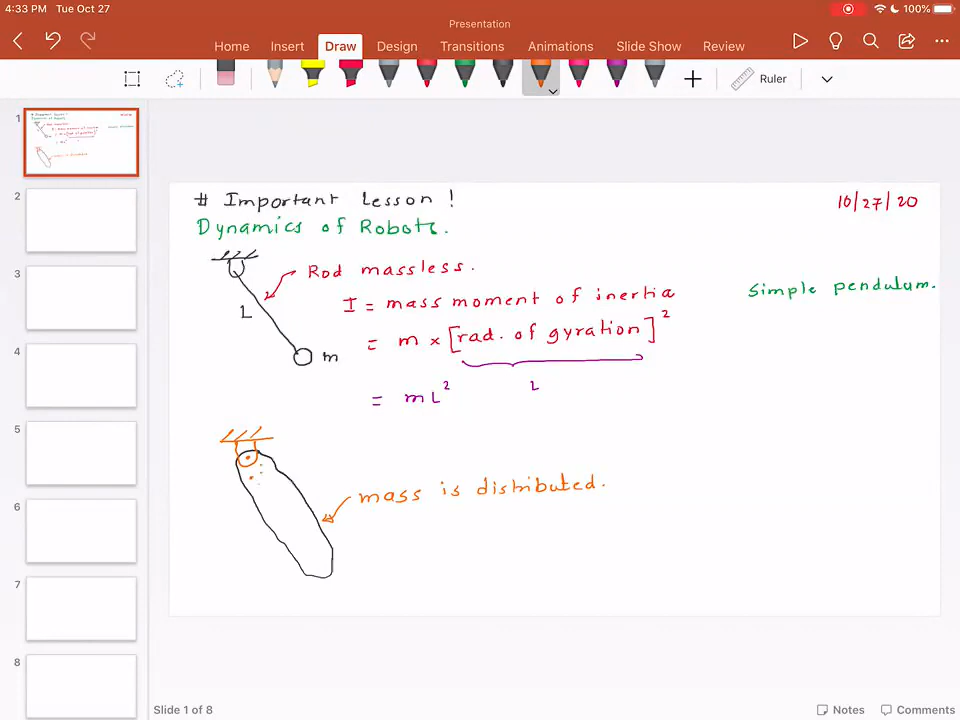 4:33 PM Tue Oct 27
100%
Presentation
Home Insert Draw Design Transitions Animations Slide Show Review
Ruler
1
2
3
4
5
6
7
8
# Important Lesson !
10/27/20
Dynamics of Robots.
Rod massless.
Simple pendulum.
I = mass moment of inertia
L
= m × [rad. of gyration]²
m
L
= mL²
mass is distributed.
Slide 1 of 8
Notes Comments